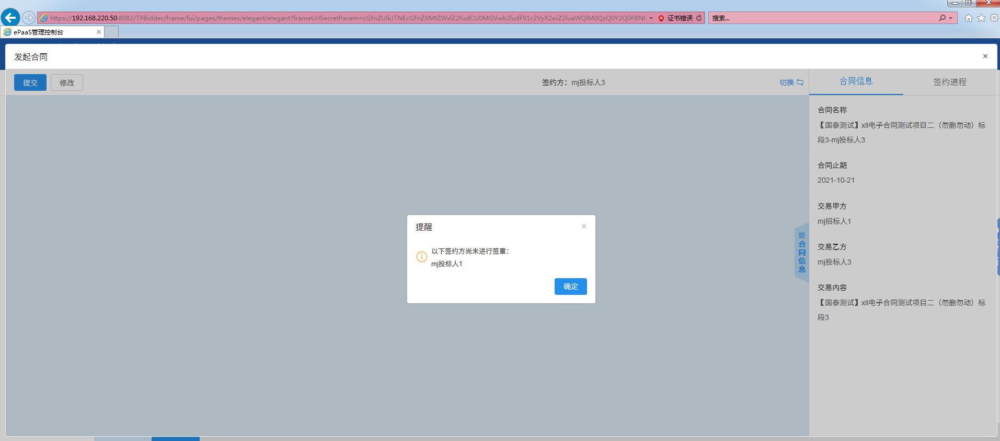 https://192.168.220.50:8082/TPBidder/frame/fui/pages/themes/elegant/elegant?frameUrlSecretParam=
证书错误
搜索...
ePaaS管理控制台
发起合同
提交
修改
签约方：mj投标人3
切换
合同信息
签约进程
合同名称
【国泰测试】xll电子合同测试项目二（勿删勿动）标
段3-mj投标人3
合同止期
2021-10-21
交易甲方
mj招标人1
交易乙方
mj投标人3
交易内容
【国泰测试】xll电子合同测试项目二（勿删勿动）标
段3
合同信息
提醒
以下签约方尚未进行签章：
mj投标人1
确定